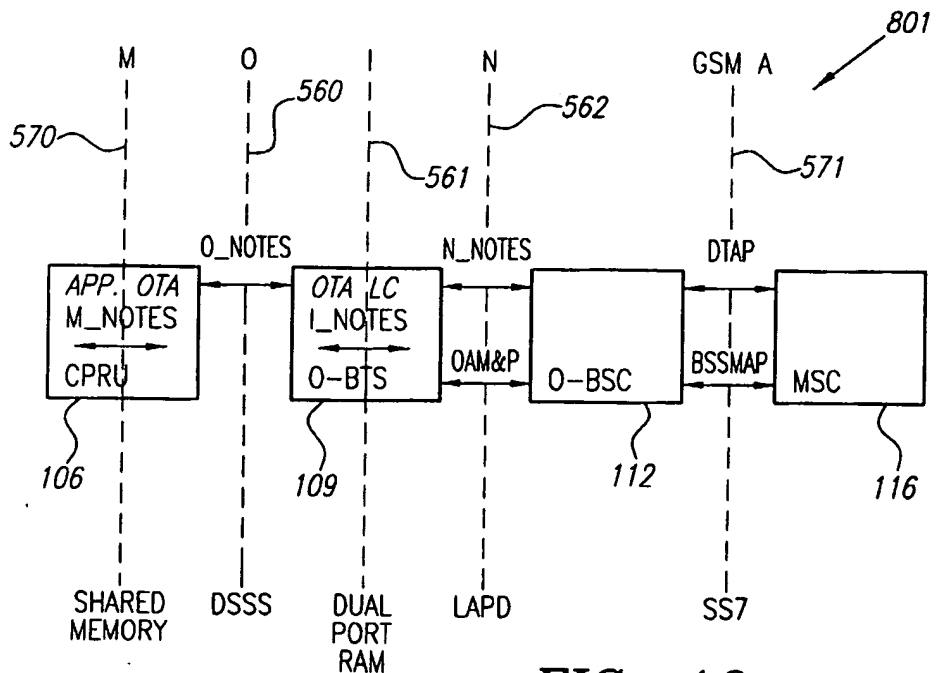 801
M O I N GSM A
570 560 561 562 571
O_NOTES N_NOTES DTAP
APP. OTA OTA LC
M_NOTES I_NOTES
OAM&P BSSMAP
CPRU O-BTS O-BSC MSC
106 109 112 116
SHARED MEMORY
DSSS
DUAL PORT RAM
LAPD
SS7